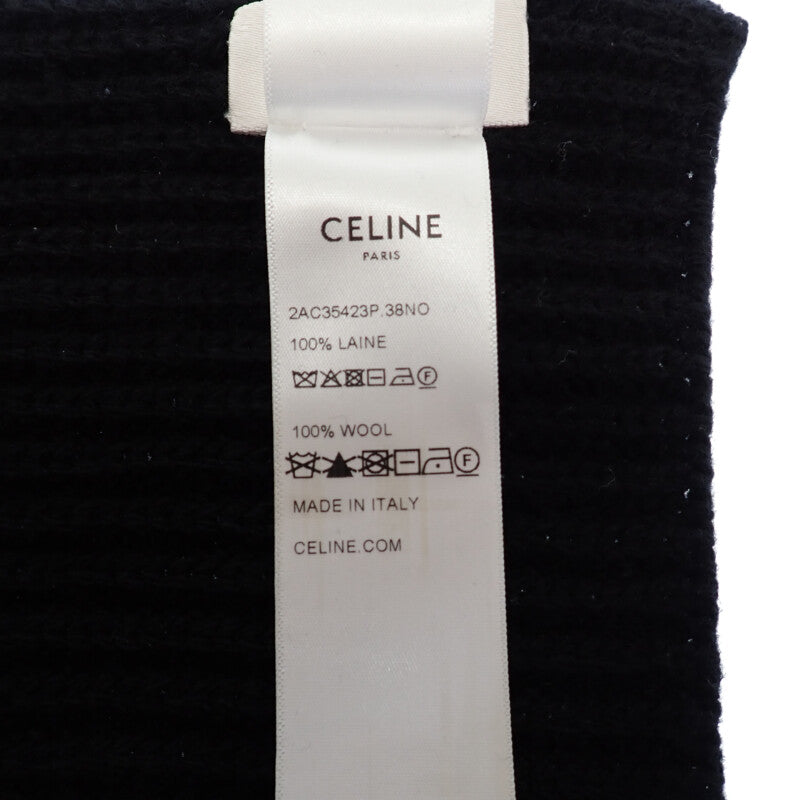 CELINE
PARIS
2AC35423P.38NO
100% LAINE
F
100% WOOL
F
MADE IN ITALY
CELINE.COM